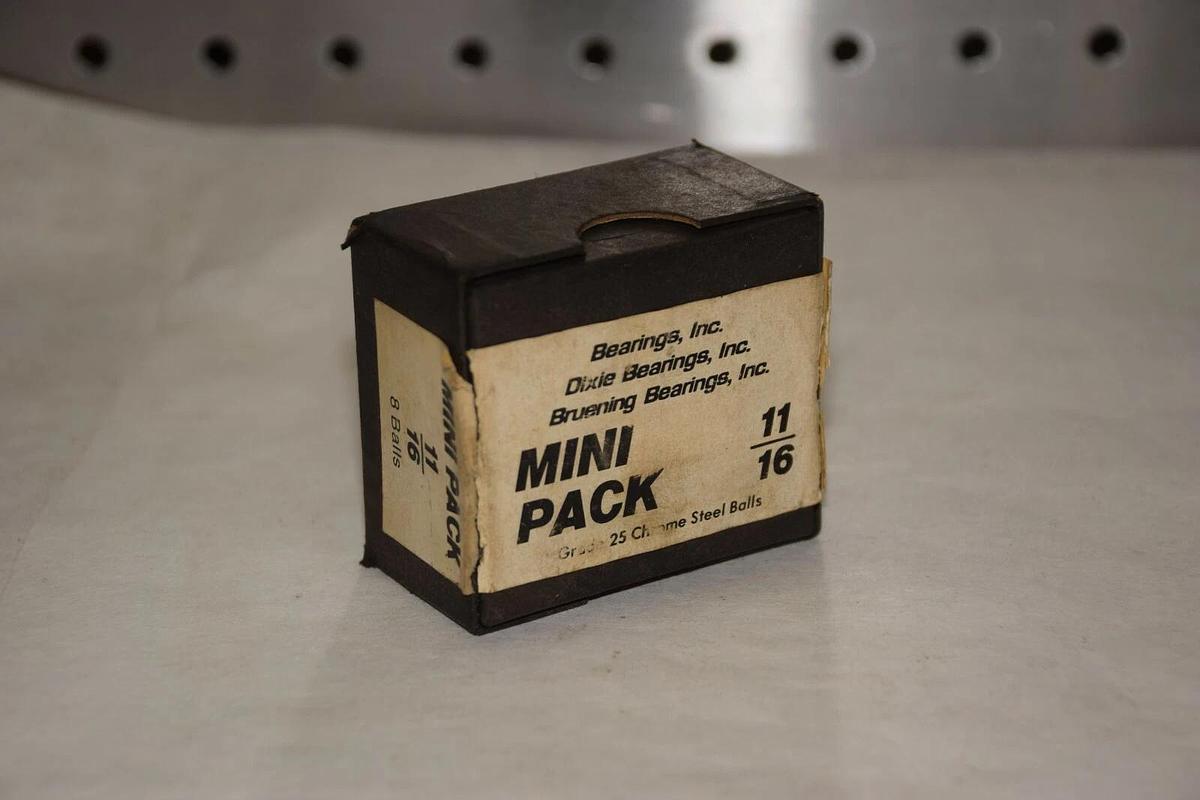 Bearings, Inc.
Dixie Bearings, Inc.
Bruening Bearings, Inc.
MINI
PACK
11
16
25 Chrome Steel Balls
MINI PACK
11
16
8 Balls